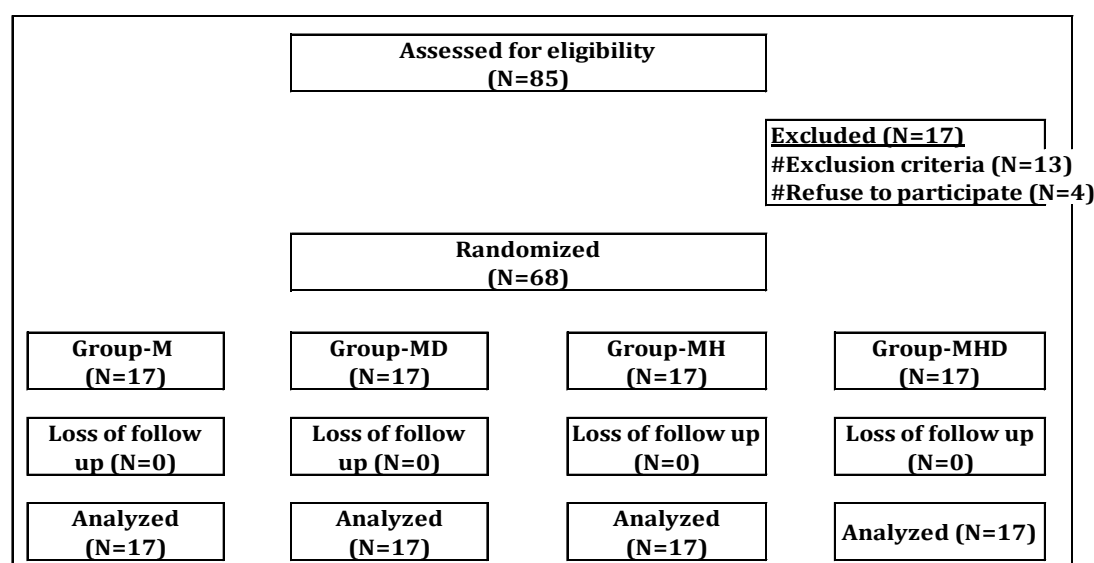 Assessed for eligibility
(N=85)
Excluded (N=17)
#Exclusion criteria (N=13)
#Refuse to participate (N=4)
Randomized
(N=68)
Group-M
(N=17)
Group-MD
(N=17)
Group-MH
(N=17)
Group-MHD
(N=17)
Loss of follow
up (N=0)
Loss of follow
up (N=0)
Loss of follow up
(N=0)
Loss of follow up
(N=0)
Analyzed
(N=17)
Analyzed
(N=17)
Analyzed
(N=17)
Analyzed (N=17)